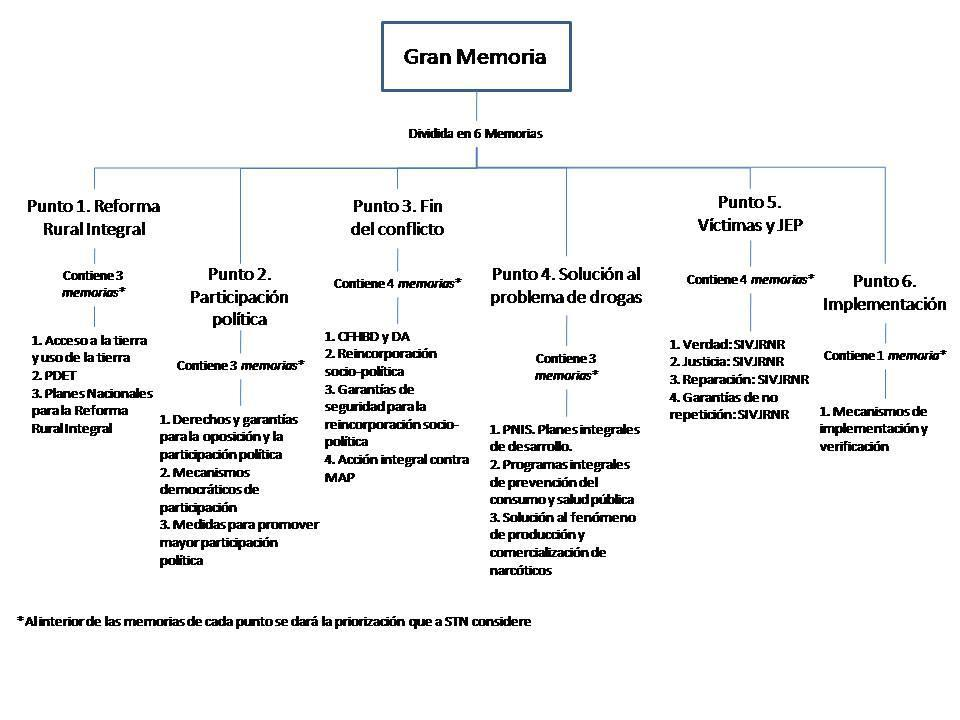 Gran Memoria
Dividida en 6 Memorias
Punto 1. Reforma
Rural Integral
Contiene 3
memorias*
1. Acceso a la tierra
y uso de la tierra
2. PDET
3. Planes Nacionales
para la Reforma
Rural Integral
Punto 2.
Participación
política
Contiene 3 memorias*
1. Derechos y garantías
para la oposición y la
participación política
2. Mecanismos
democráticos de
participación
3. Medidas para promover
mayor participación
política
Punto 3. Fin
del conflicto
Contiene 4 memorias*
1. CFHBD y DA
2. Reincorporación
socio-política
3. Garantías de
seguridad para la
reincorporación socio-
política
4. Acción integral contra
MAP
Punto 4. Solución al
problema de drogas
Contiene 3
memorias*
1. PNIS. Planes integrales
de desarrollo.
2. Programas integrales
de prevención del
consumo y salud pública
3. Solución al fenómeno
de producción y
comercialización de
narcóticos
Punto 5.
Víctimas y JEP
Contiene 4 memorias*
1. Verdad: SIVJRNR
2. Justicia: SIVJRNR
3. Reparación: SIVJRNR
4. Garantías de no
repetición: SIVJRNR
Punto 6.
Implementación
Contiene 1 memoria*
1. Mecanismos de
implementación y
verificación
*Al interior de las memorias de cada punto se dará la priorización que a STN considere